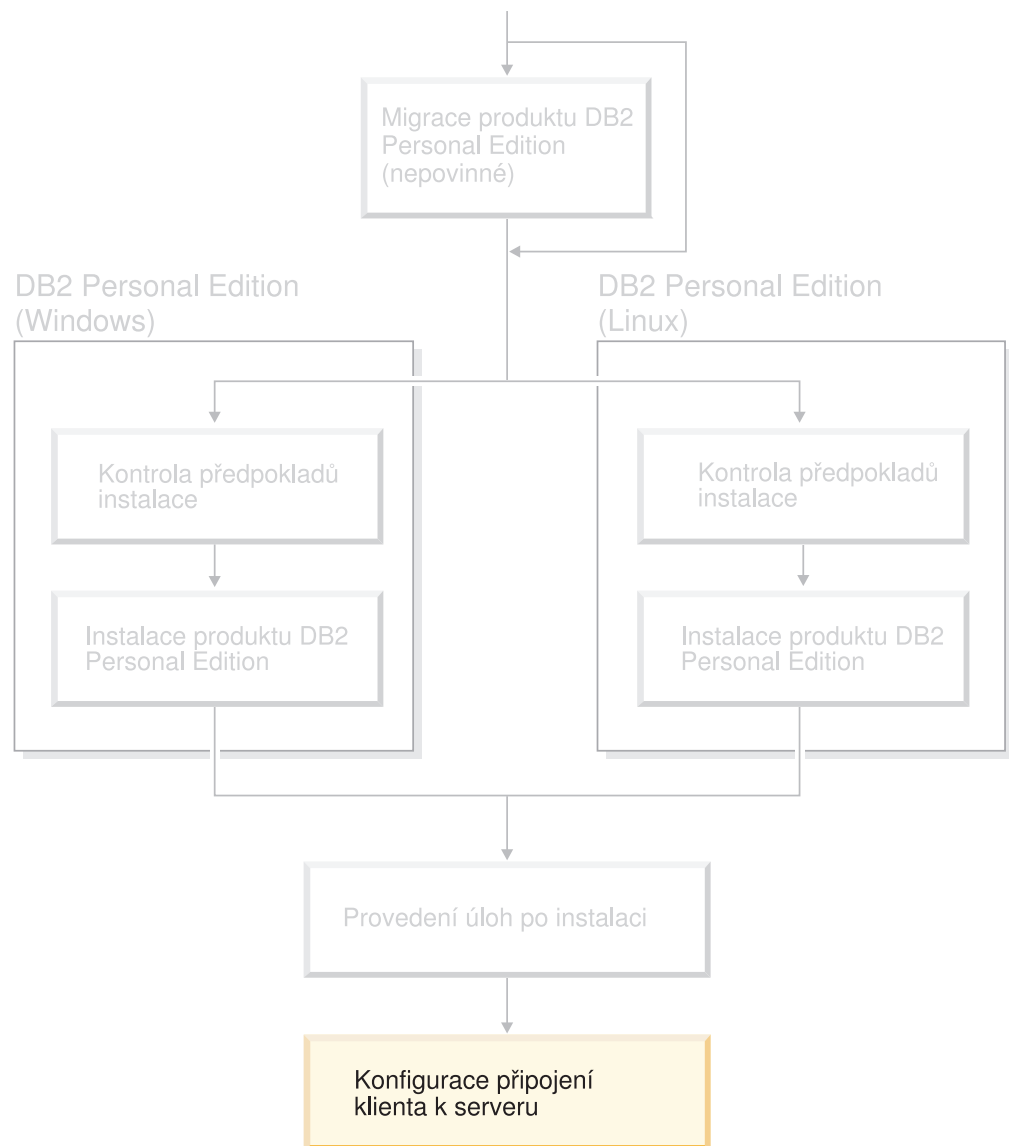 Migrace produktu DB2
Personal Edition
(nepovinné)
DB2 Personal Edition
(Windows)
DB2 Personal Edition
(Linux)
Kontrola předpokladů
instalace
Kontrola předpokladů
instalace
Instalace produktu DB2
Personal Edition
Instalace produktu DB2
Personal Edition
Provedení úloh po instalaci
Konfigurace připojení
klienta k serveru